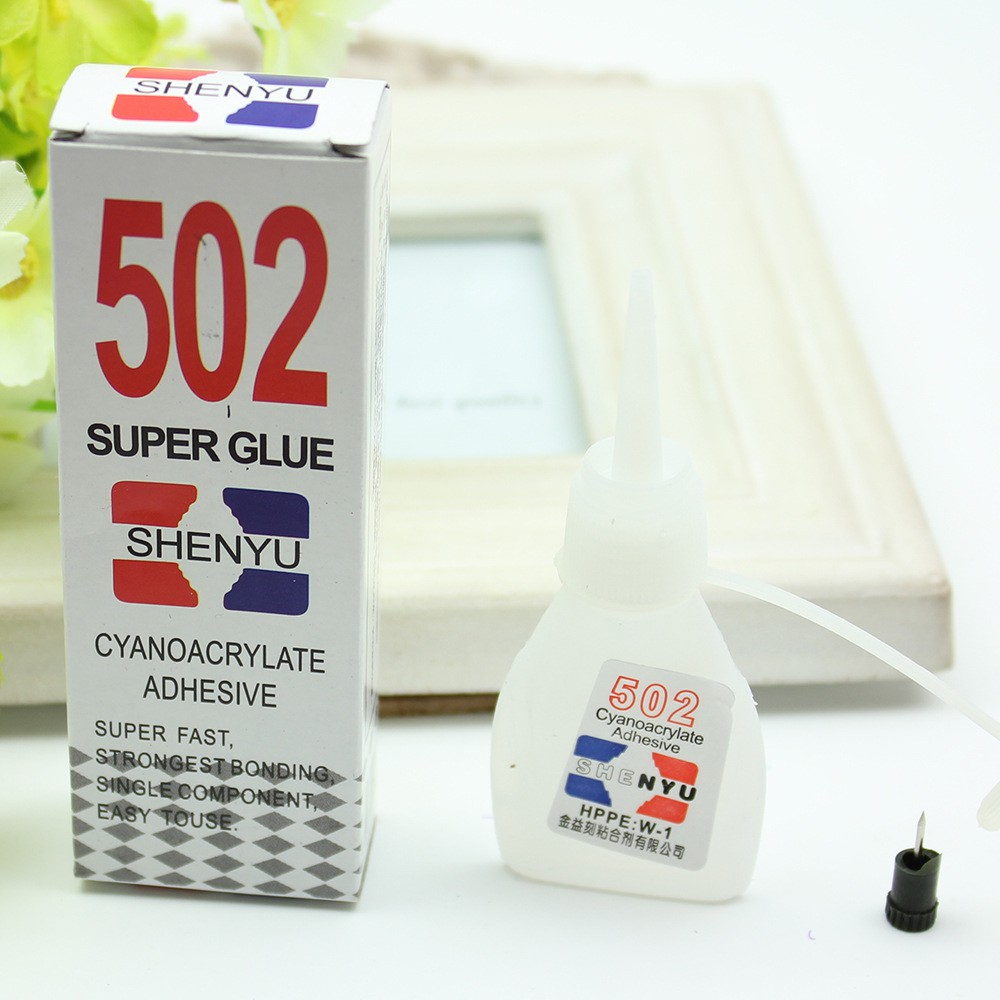 SHENYU
502
SUPER GLUE
SHENYU
CYANOACRYLATE
ADHESIVE
SUPER FAST,
STRONGEST BONDING,
SINGLE COMPONENT,
EASY TOUSE.
502
Cyanoacrylate
Adhesive
SHENYU
HPPE:W-1
金益刻粘合剂有限公司